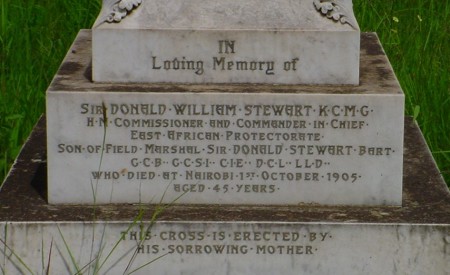 IN
Loving Memory of
Sir DONALD WILLIAM STEWART K·C·M·G·
H·M· Commissioner and Commander in Chief
East African Protectorate·
Son of Field Marshal Sir DONALD STEWART Bart·
G·C·B· G·C·S·I· C·I·E· D·C·L· L·L·D·
who died at Nairobi 1st October 1905
aged 45 years·
THIS CROSS IS ERECTED BY
HIS SORROWING MOTHER·